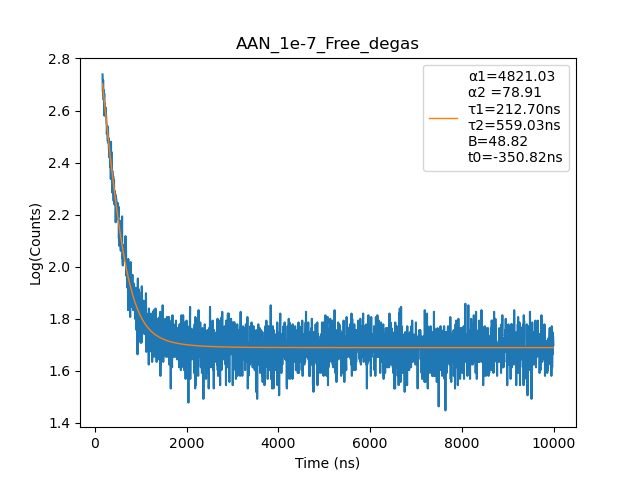 AAN_1e-7_Free_degas
α1=4821.03
α2 =78.91
τ1=212.70ns
τ2=559.03ns
B=48.82
t0=-350.82ns
Log(Counts)
2.8
2.6
2.4
2.2
2.0
1.8
1.6
1.4
0
2000
4000
6000
8000
10000
Time (ns)